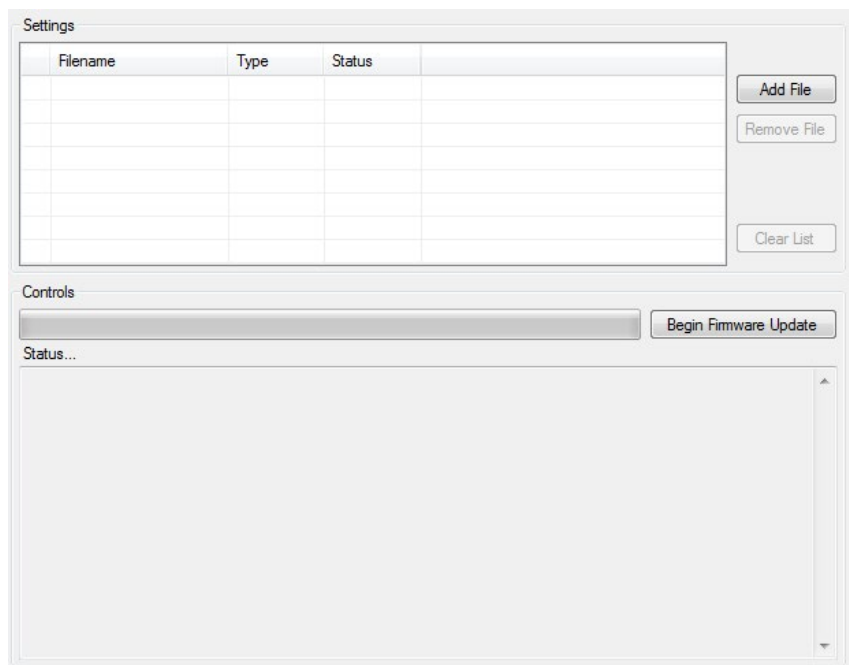 Settings
Filename Type Status
Add File
Remove File
Clear List
Controls
Begin Firmware Update
Status...